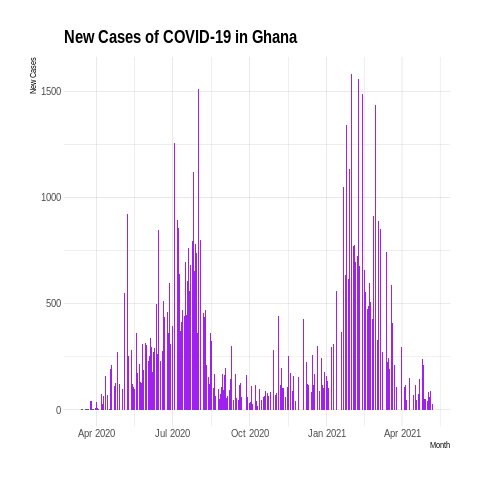 New Cases of COVID-19 in Ghana
New Cases
1500
1000
500
0
Apr 2020 Jul 2020 Oct 2020 Jan 2021 Apr 2021
Month